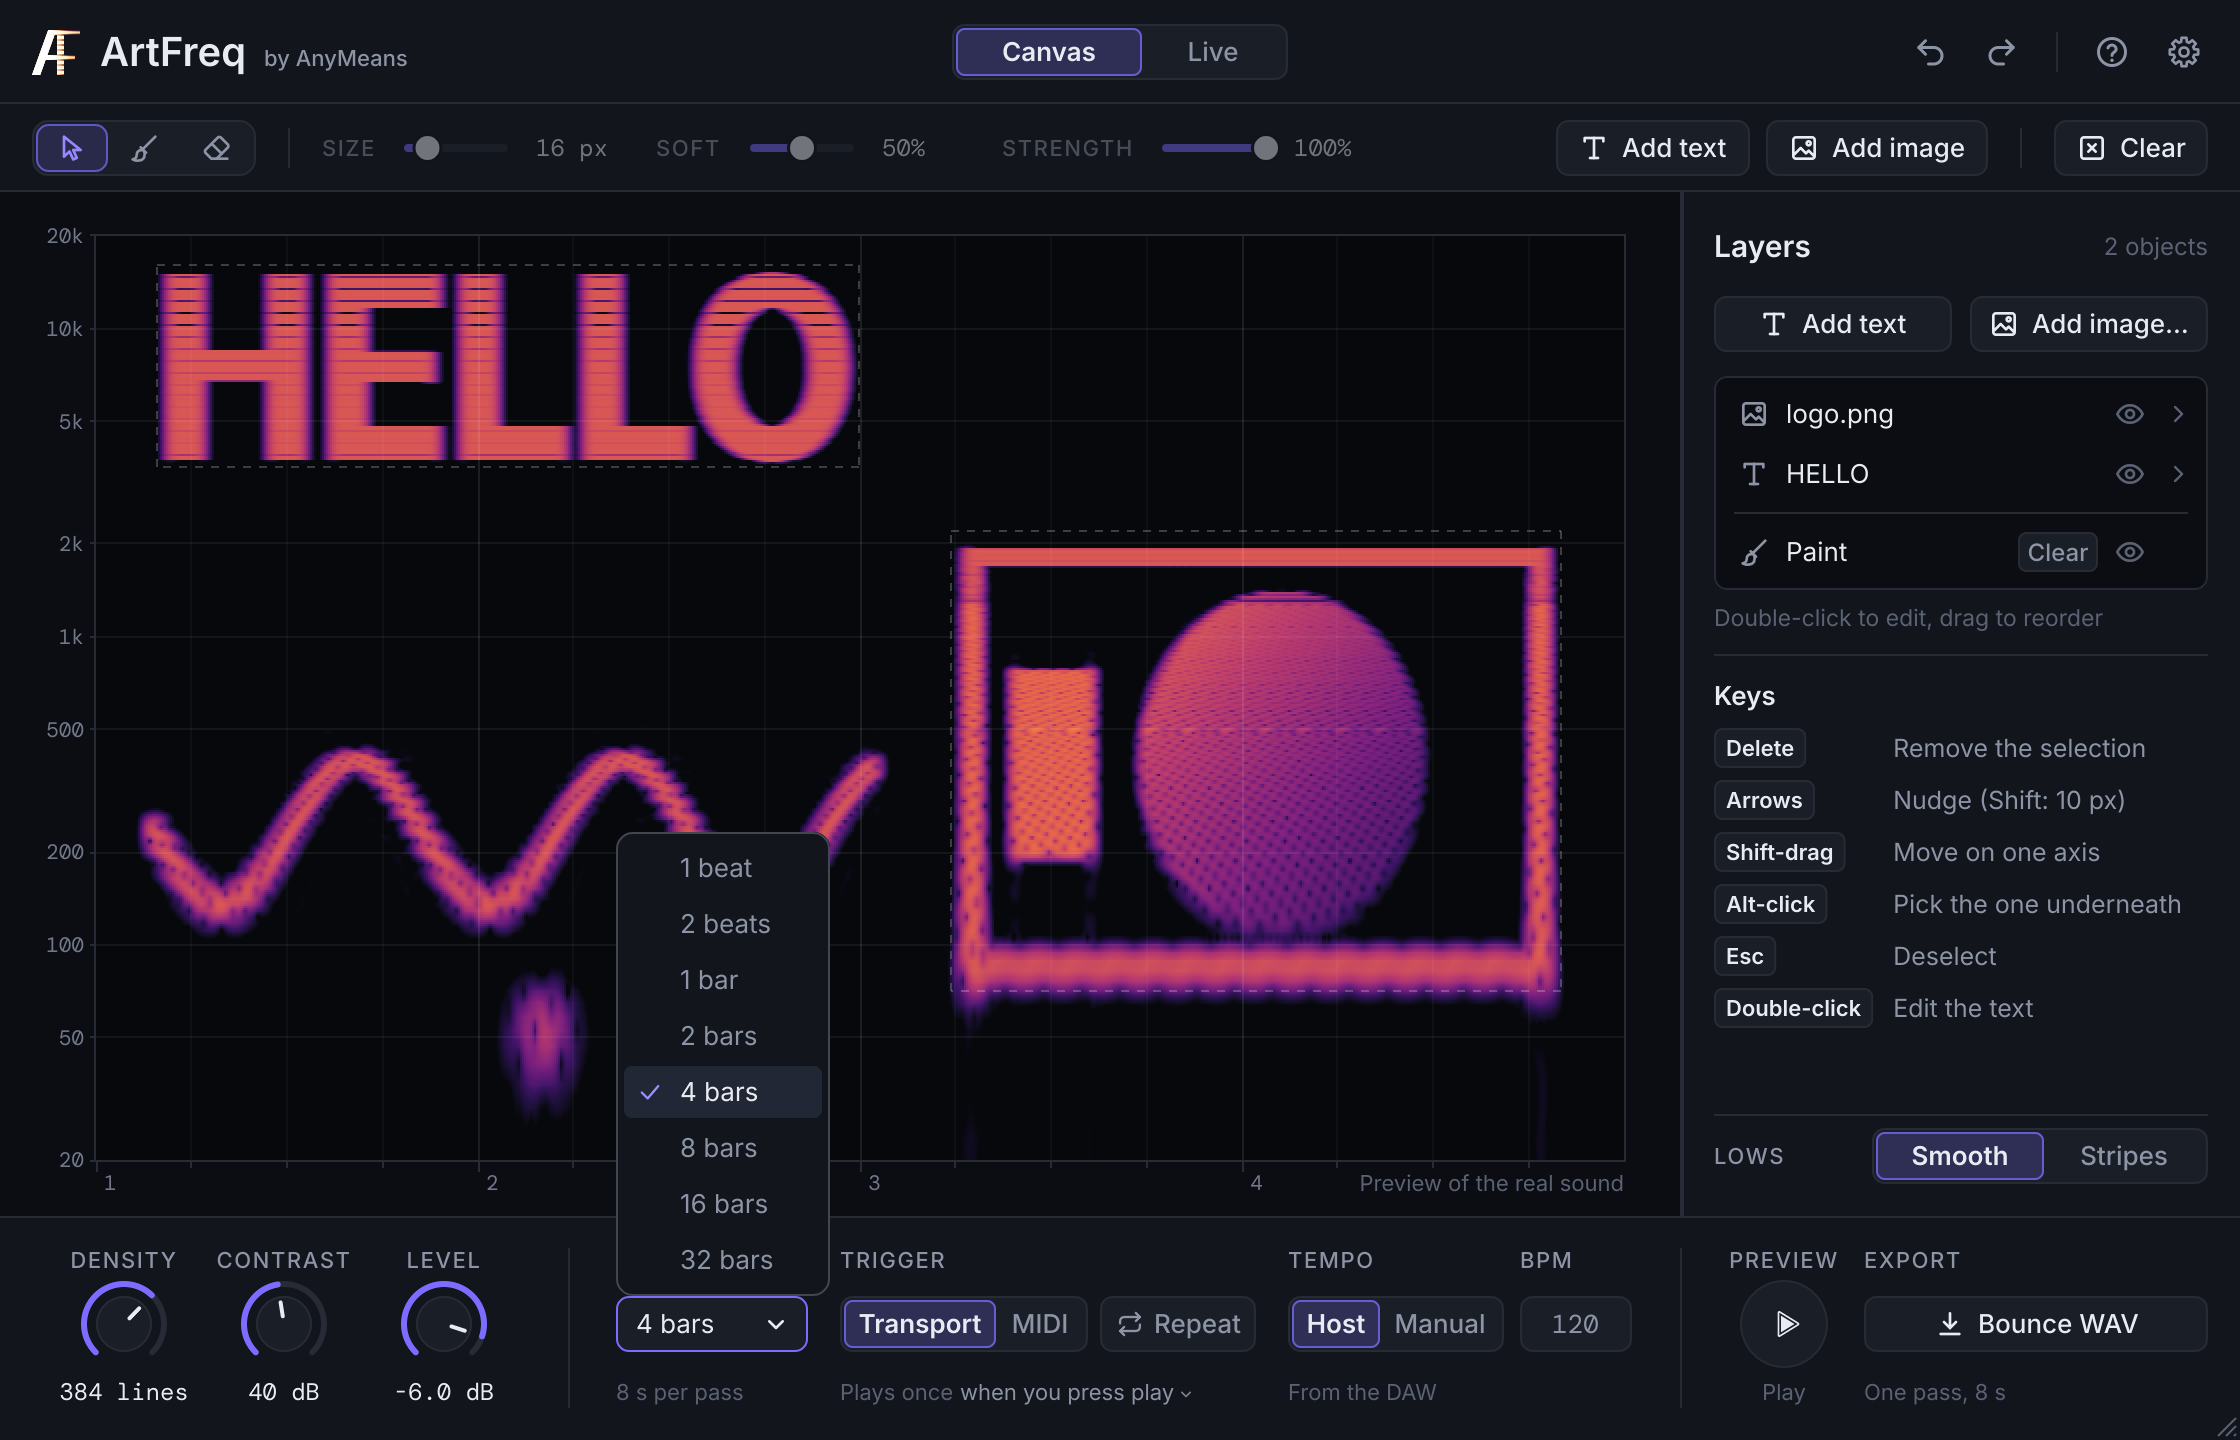 ArtFreq by AnyMeans
Canvas Live
SIZE 16 px SOFT 50% STRENGTH 100%
Add text Add image Clear
20k
10k
5k
2k
1k
500
200
100
50
20
HELLO
1 2 3 4 Preview of the real sound
Layers 2 objects
Add text Add image...
logo.png
HELLO
Paint Clear
Double-click to edit, drag to reorder
Keys
Delete Remove the selection
Arrows Nudge (Shift: 10 px)
Shift-drag Move on one axis
Alt-click Pick the one underneath
Esc Deselect
Double-click Edit the text
LOWS Smooth Stripes
1 beat
2 beats
1 bar
2 bars
4 bars
8 bars
16 bars
32 bars
DENSITY CONTRAST LEVEL TRIGGER TEMPO BPM PREVIEW EXPORT
4 bars Transport MIDI Repeat Host Manual 120 Bounce WAV
384 lines 40 dB -6.0 dB 8 s per pass Plays once when you press play From the DAW Play One pass, 8 s